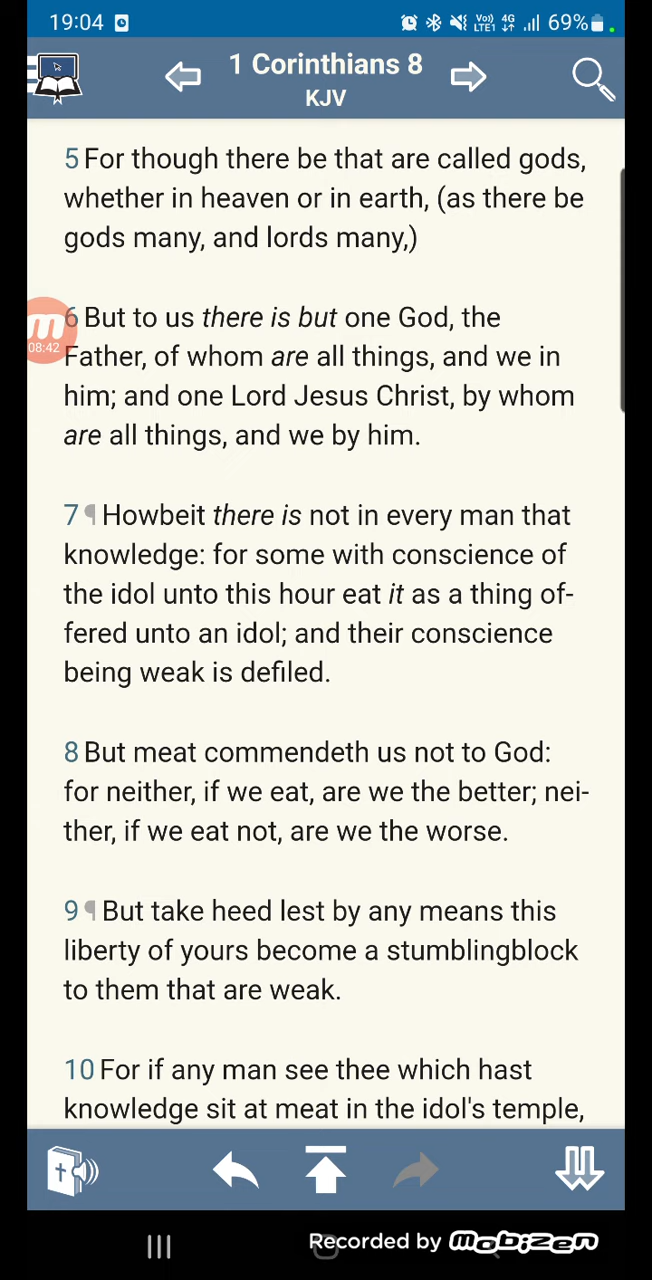 19:04 Vo)) LTE1 4G 69%
1 Corinthians 8
KJV
5 For though there be that are called gods,
whether in heaven or in earth, (as there be
gods many, and lords many,)
6 But to us there is but one God, the
Father, of whom are all things, and we in
him; and one Lord Jesus Christ, by whom
are all things, and we by him.
m
08:42
7 ¶ Howbeit there is not in every man that
knowledge: for some with conscience of
the idol unto this hour eat it as a thing of-
fered unto an idol; and their conscience
being weak is defiled.
8 But meat commendeth us not to God:
for neither, if we eat, are we the better; nei-
ther, if we eat not, are we the worse.
9 ¶ But take heed lest by any means this
liberty of yours become a stumblingblock
to them that are weak.
10 For if any man see thee which hast
knowledge sit at meat in the idol's temple,
Recorded by mobizen